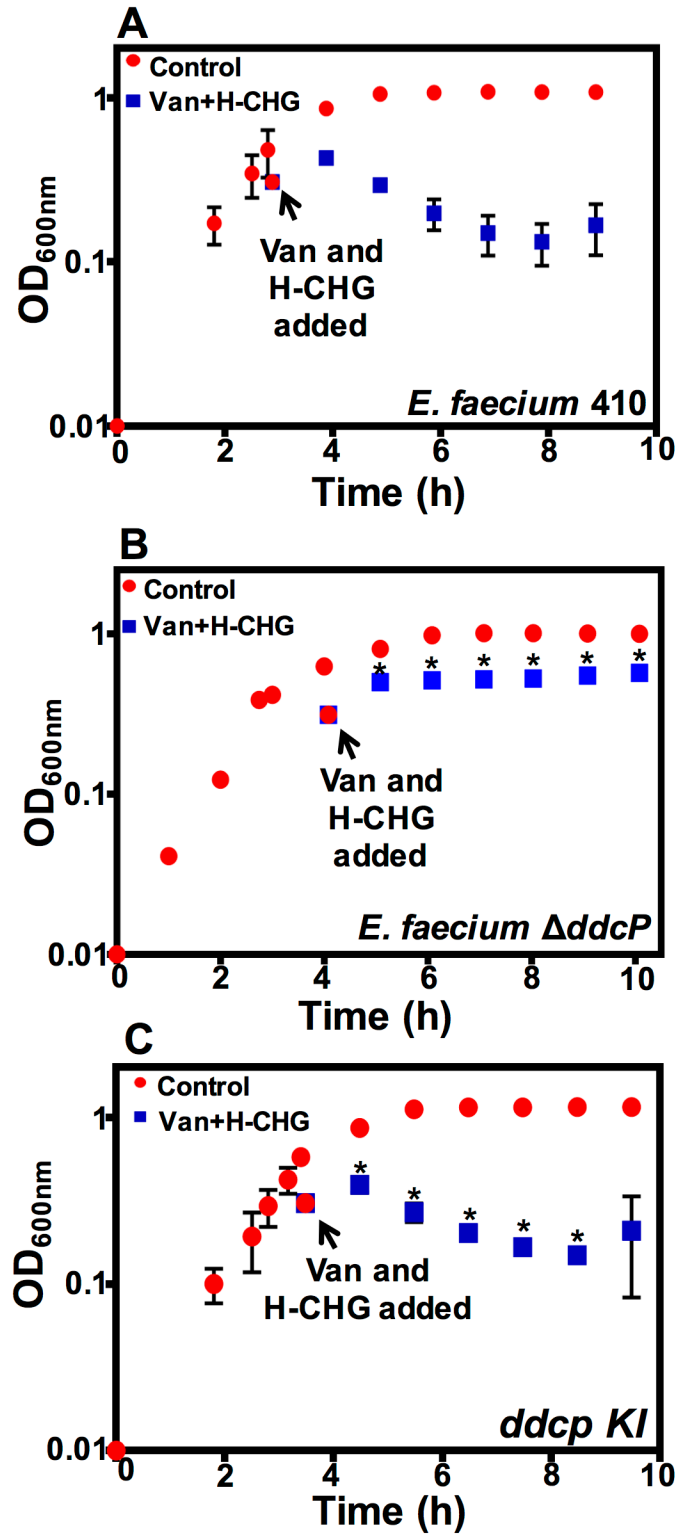 A
Control
Van+H-CHG
1
0.1
0.01
OD600nm
Van and
H-CHG
added
E. faecium 410
0 2 4 6 8 10
Time (h)
B
Control
Van+H-CHG
1
0.1
0.01
OD600nm
* * * * * *
Van and
H-CHG
added
E. faecium ΔddcP
0 2 4 6 8 10
Time (h)
C
Control
Van+H-CHG
1
0.1
0.01
OD600nm
* * * * *
Van and
H-CHG added
ddcp KI
0 2 4 6 8 10
Time (h)